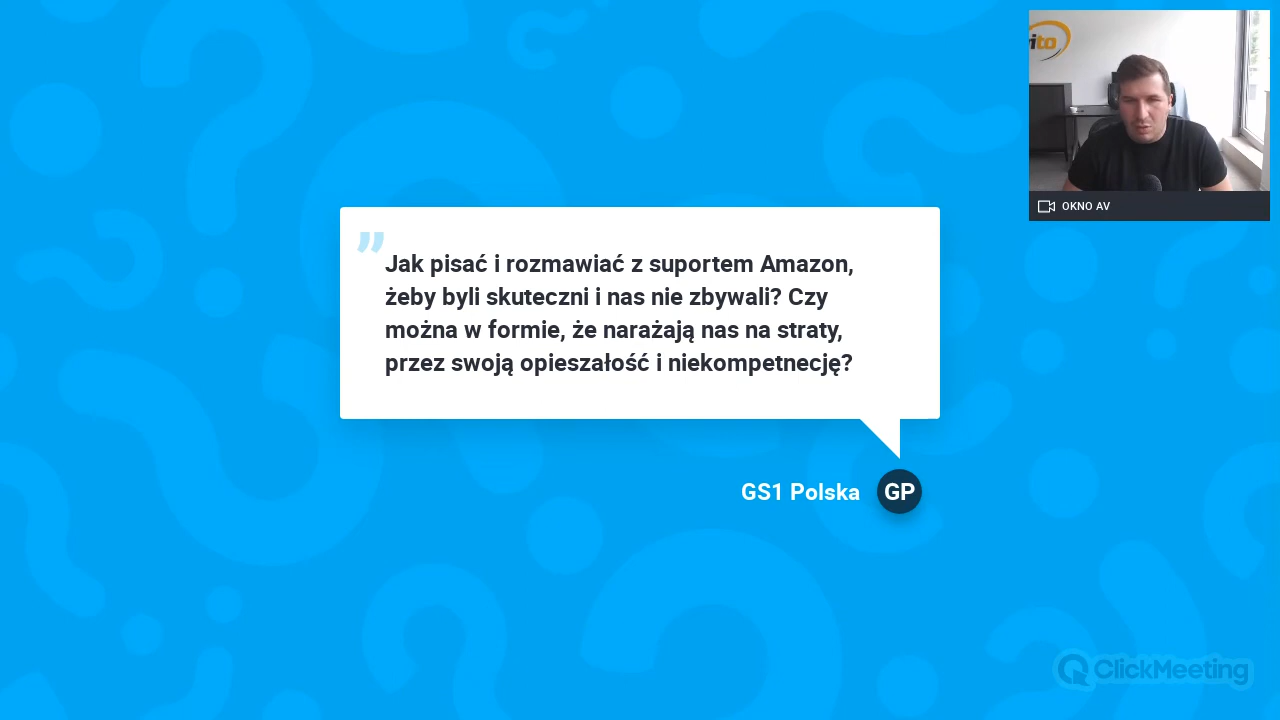 ito
OKNO AV
”
Jak pisać i rozmawiać z suportem Amazon,
żeby byli skuteczni i nas nie zbywali? Czy
można w formie, że narażają nas na straty,
przez swoją opieszałość i niekompetnecję?
GS1 Polska GP
ClickMeeting